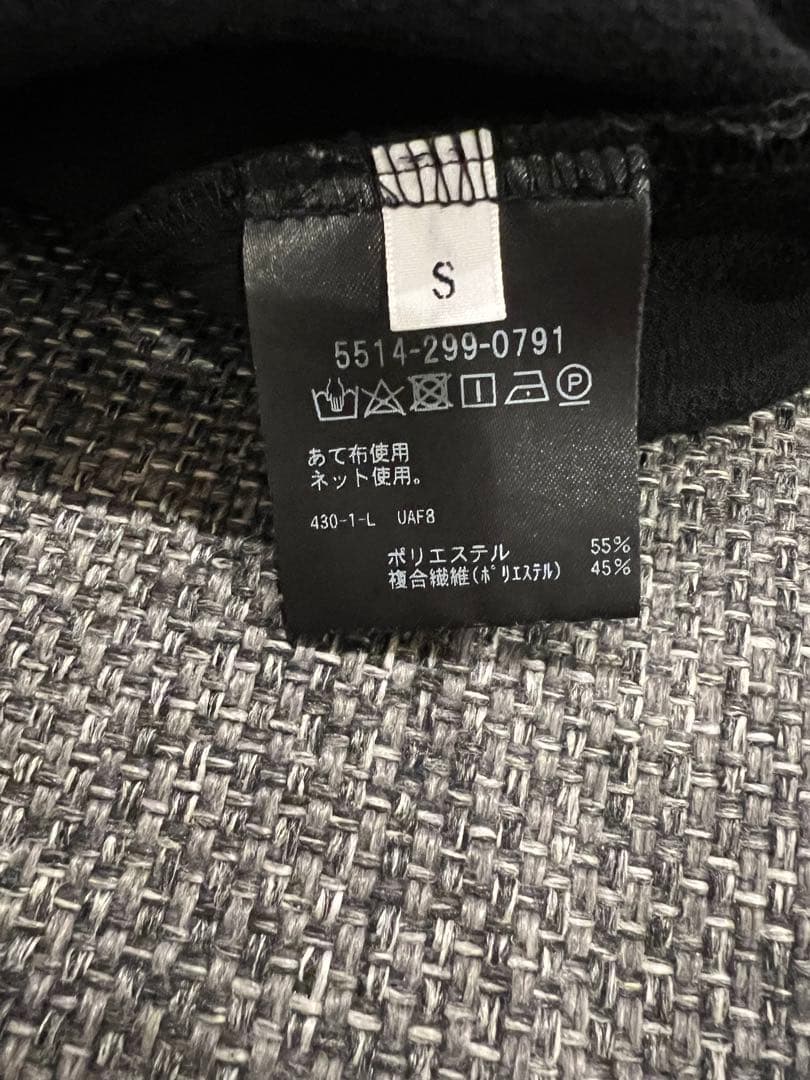 S
5514-299-0791
P
あて布使用
ネット使用。
430-1-L UAF8
ポリエステル 55%
複合繊維(ﾎﾟﾘｴｽﾃﾙ) 45%